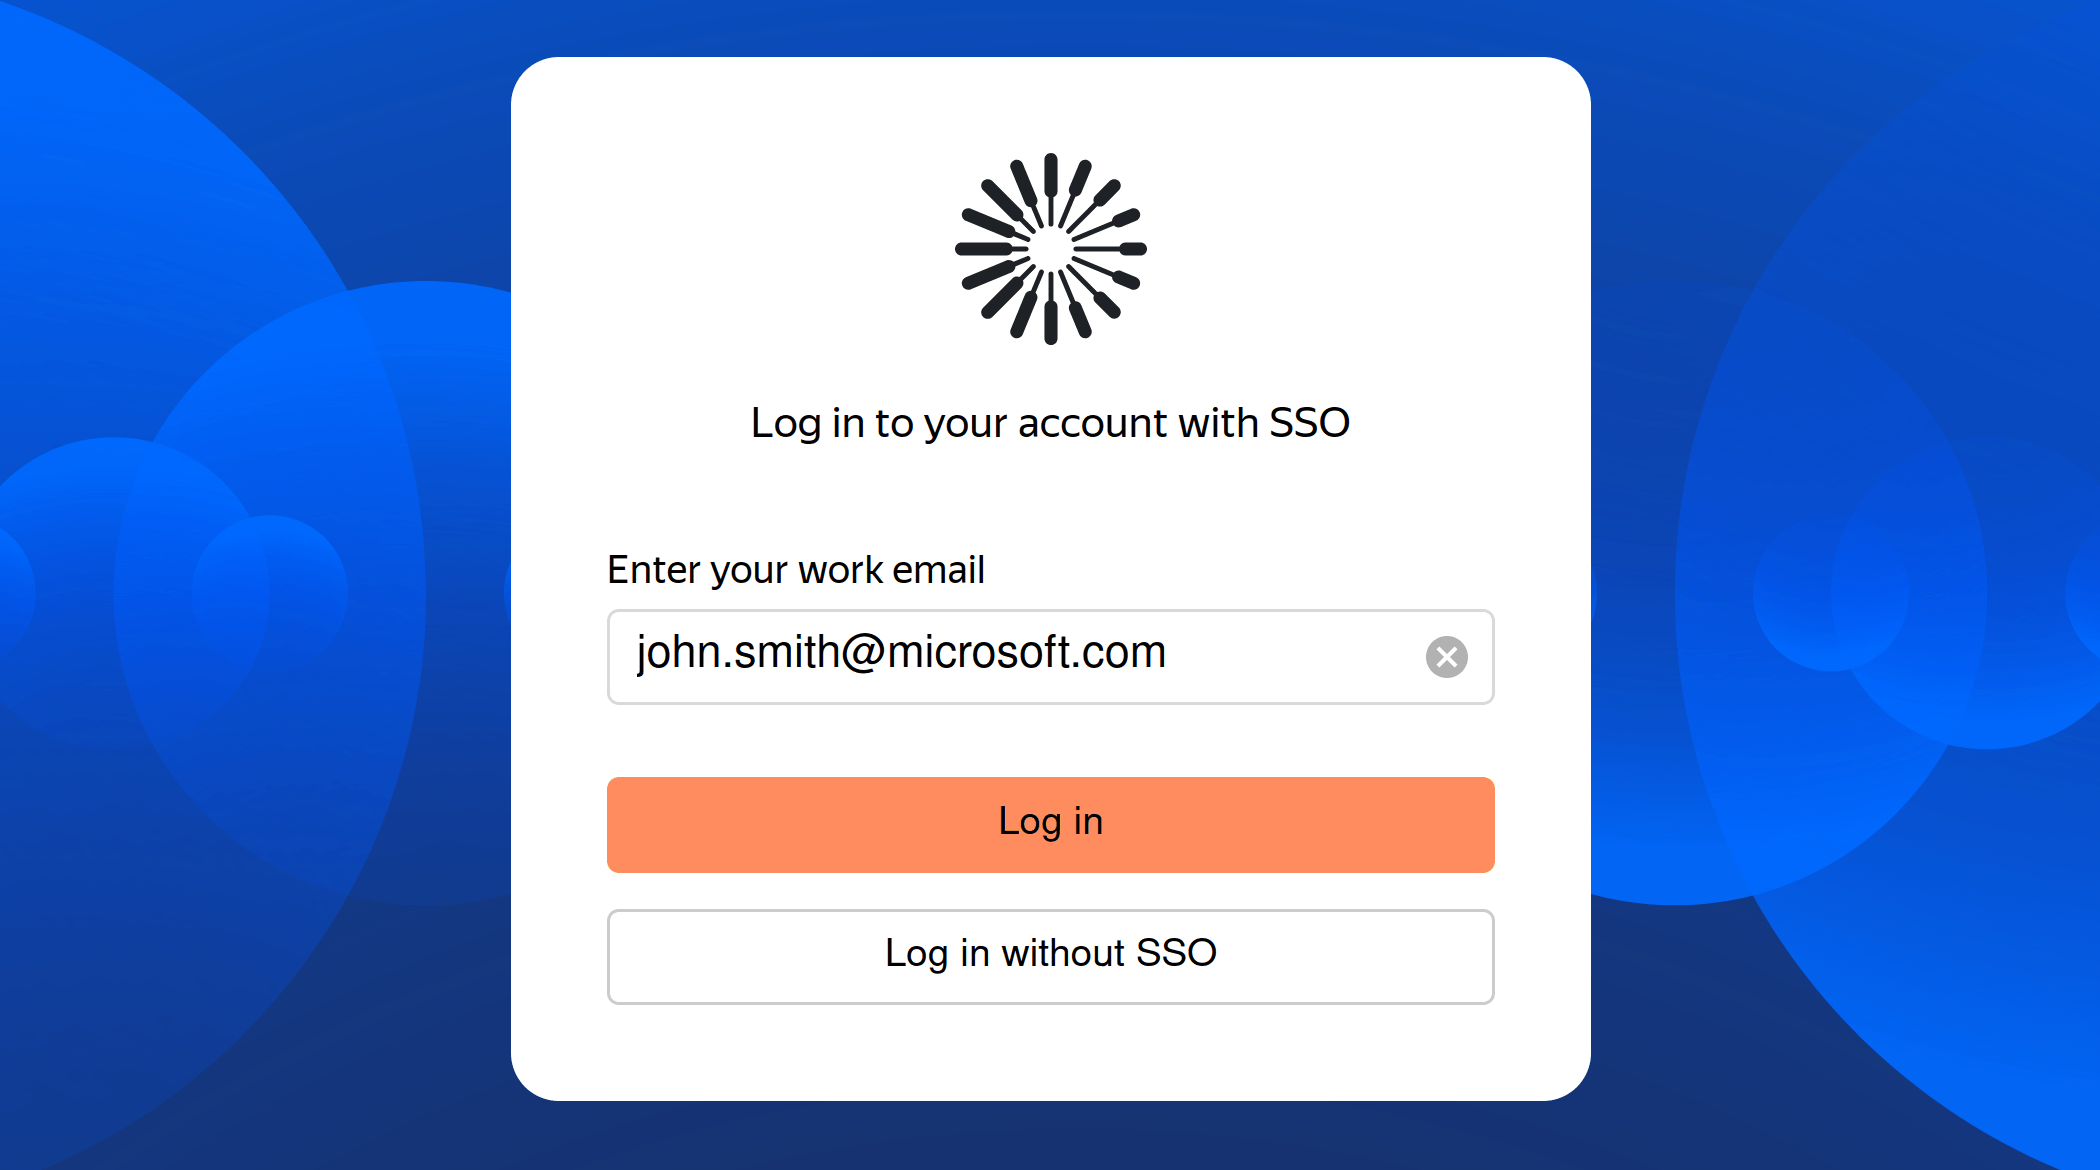 Log in to your account with SSO
Enter your work email
john.smith@microsoft.com
Log in
Log in without SSO